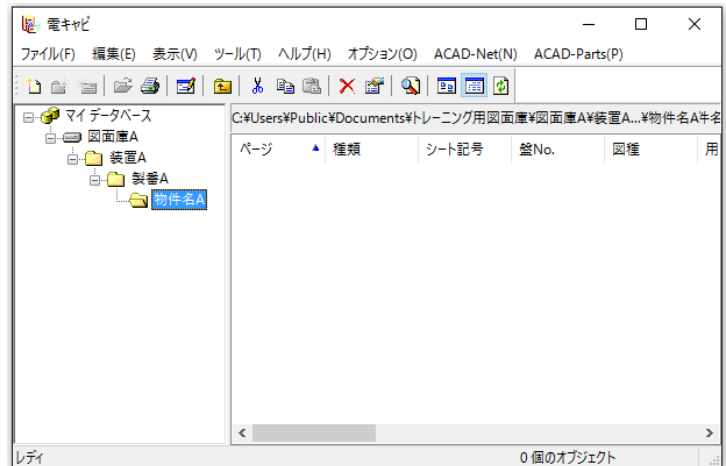 電キャビ
ファイル(F) 編集(E) 表示(V) ツール(T) ヘルプ(H) オプション(O) ACAD-Net(N) ACAD-Parts(P)
マイ データベース
図面庫A
装置A
製番A
物件名A
C:¥Users¥Public¥Documents¥トレーニング用図面庫¥図面庫A¥装置A...¥物件名A
ページ 種類 シート記号 盤No. 図種 用
レディ 0 個のオブジェクト